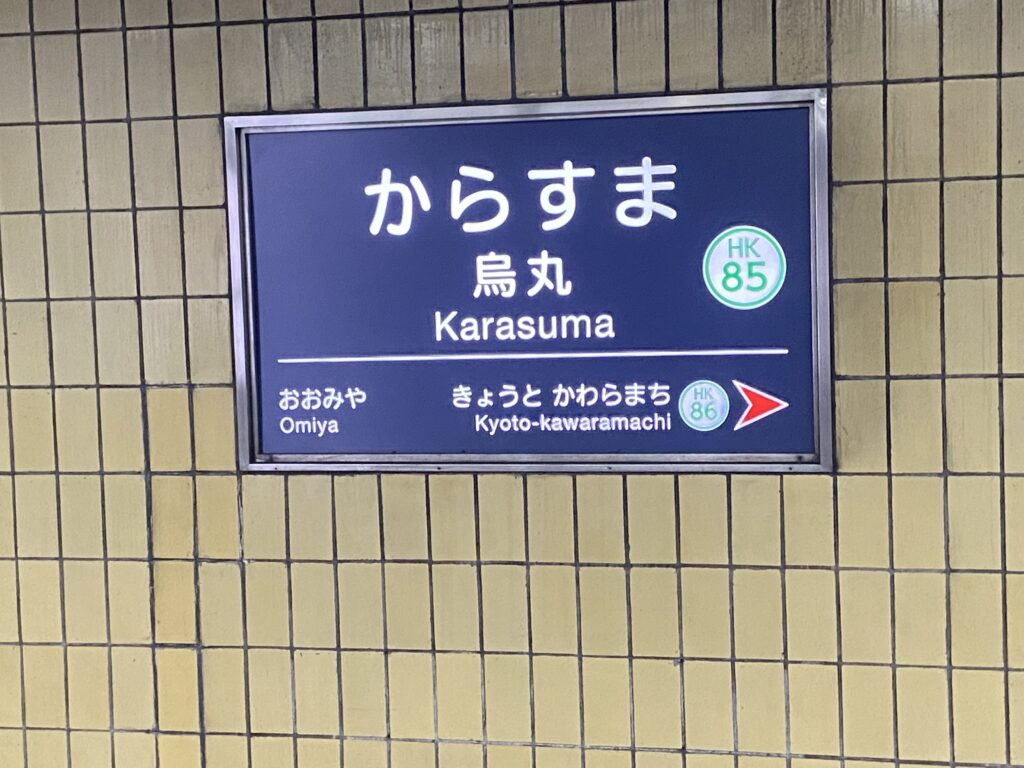 からすま
烏丸
Karasuma
HK
85
おおみや
Omiya
きょうと かわらまち
Kyoto-kawaramachi
HK
86